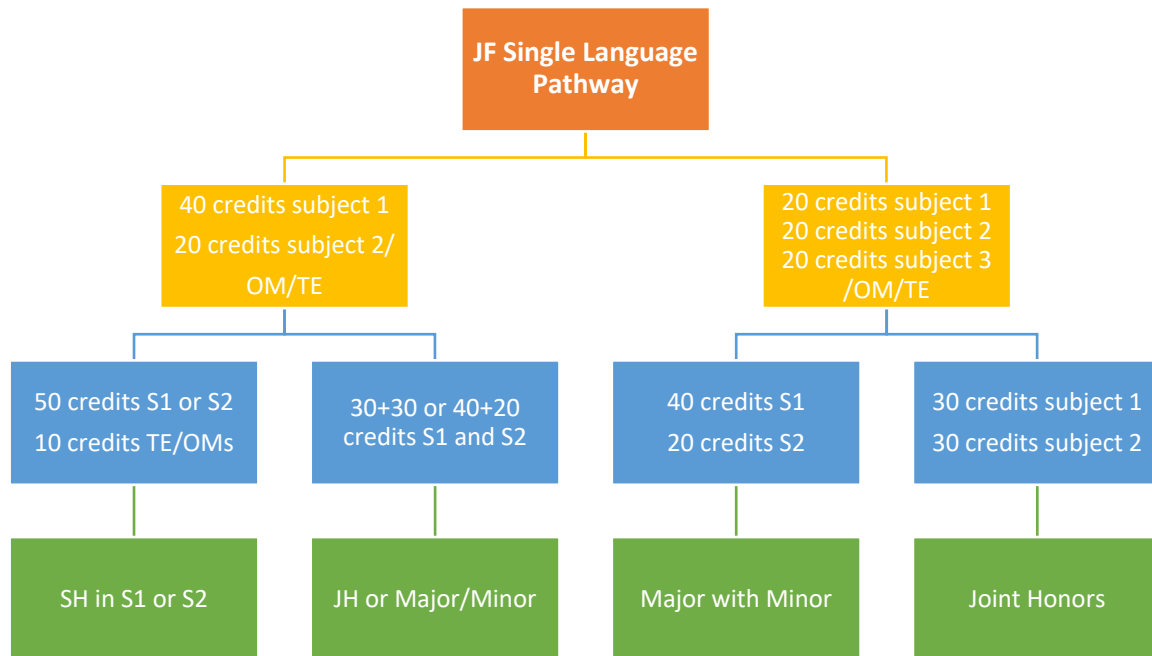 JF Single Language
Pathway
40 credits subject 1
20 credits subject 2/
OM/TE
20 credits subject 1
20 credits subject 2
20 credits subject 3
/OM/TE
50 credits S1 or S2
10 credits TE/OMs
30+30 or 40+20
credits S1 and S2
40 credits S1
20 credits S2
30 credits subject 1
30 credits subject 2
SH in S1 or S2
JH or Major/Minor
Major with Minor
Joint Honors